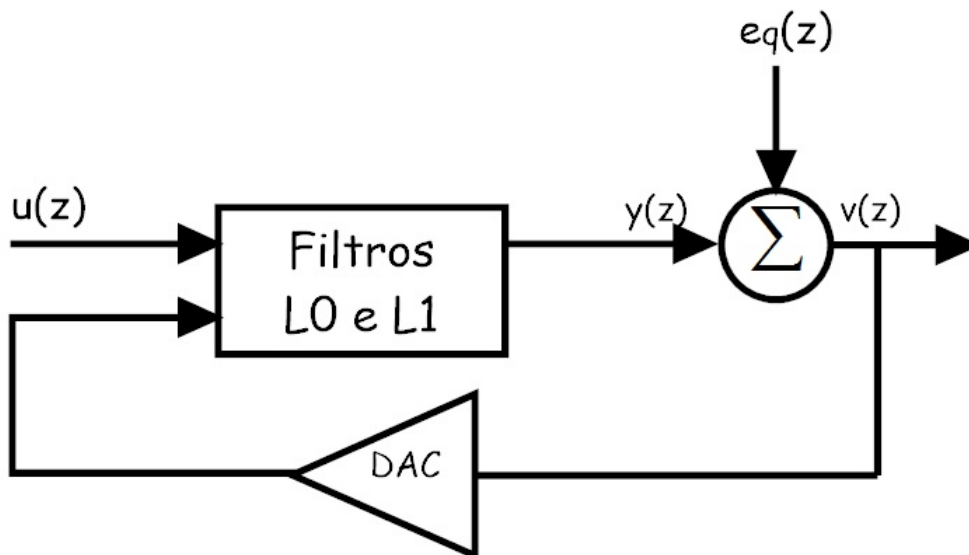 eq(z)
u(z)
y(z)
Σ
v(z)
Filtros
L0 e L1
DAC